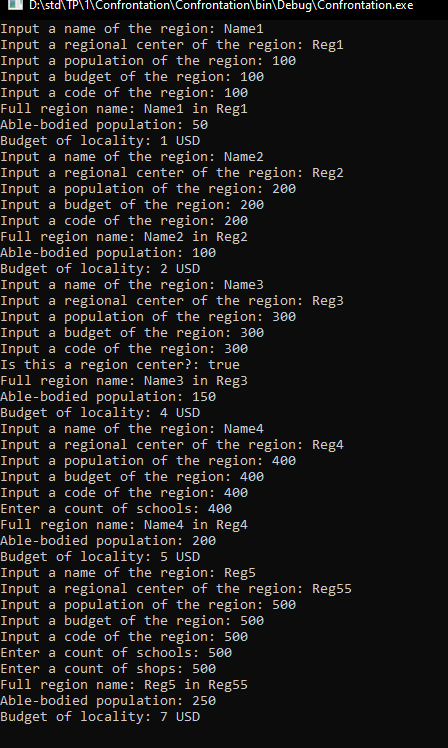 D:\std\TP\1\Confrontation\Confrontation\bin\Debug\Confrontation.exe
Input a name of the region: Name1
Input a regional center of the region: Reg1
Input a population of the region: 100
Input a budget of the region: 100
Input a code of the region: 100
Full region name: Name1 in Reg1
Able-bodied population: 50
Budget of locality: 1 USD
Input a name of the region: Name2
Input a regional center of the region: Reg2
Input a population of the region: 200
Input a budget of the region: 200
Input a code of the region: 200
Full region name: Name2 in Reg2
Able-bodied population: 100
Budget of locality: 2 USD
Input a name of the region: Name3
Input a regional center of the region: Reg3
Input a population of the region: 300
Input a budget of the region: 300
Input a code of the region: 300
Is this a region center?: true
Full region name: Name3 in Reg3
Able-bodied population: 150
Budget of locality: 4 USD
Input a name of the region: Name4
Input a regional center of the region: Reg4
Input a population of the region: 400
Input a budget of the region: 400
Input a code of the region: 400
Enter a count of schools: 400
Full region name: Name4 in Reg4
Able-bodied population: 200
Budget of locality: 5 USD
Input a name of the region: Reg5
Input a regional center of the region: Reg55
Input a population of the region: 500
Input a budget of the region: 500
Input a code of the region: 500
Enter a count of schools: 500
Enter a count of shops: 500
Full region name: Reg5 in Reg55
Able-bodied population: 250
Budget of locality: 7 USD